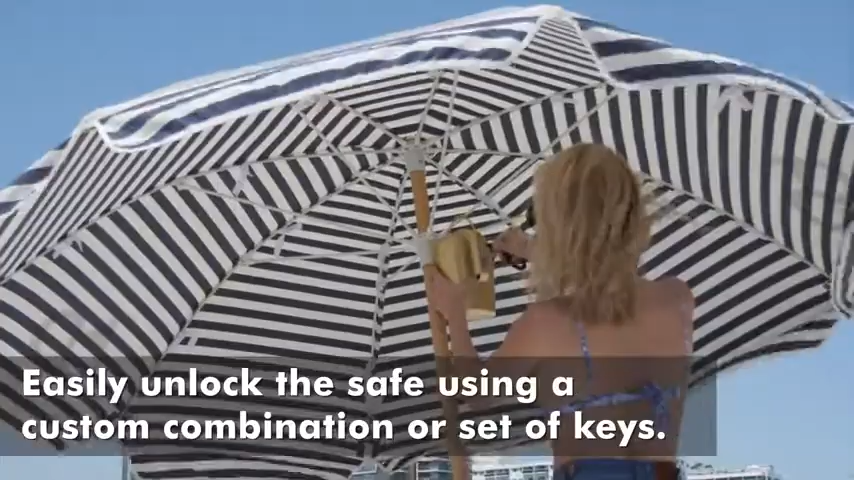 Easily unlock the safe using a
custom combination or set of keys.